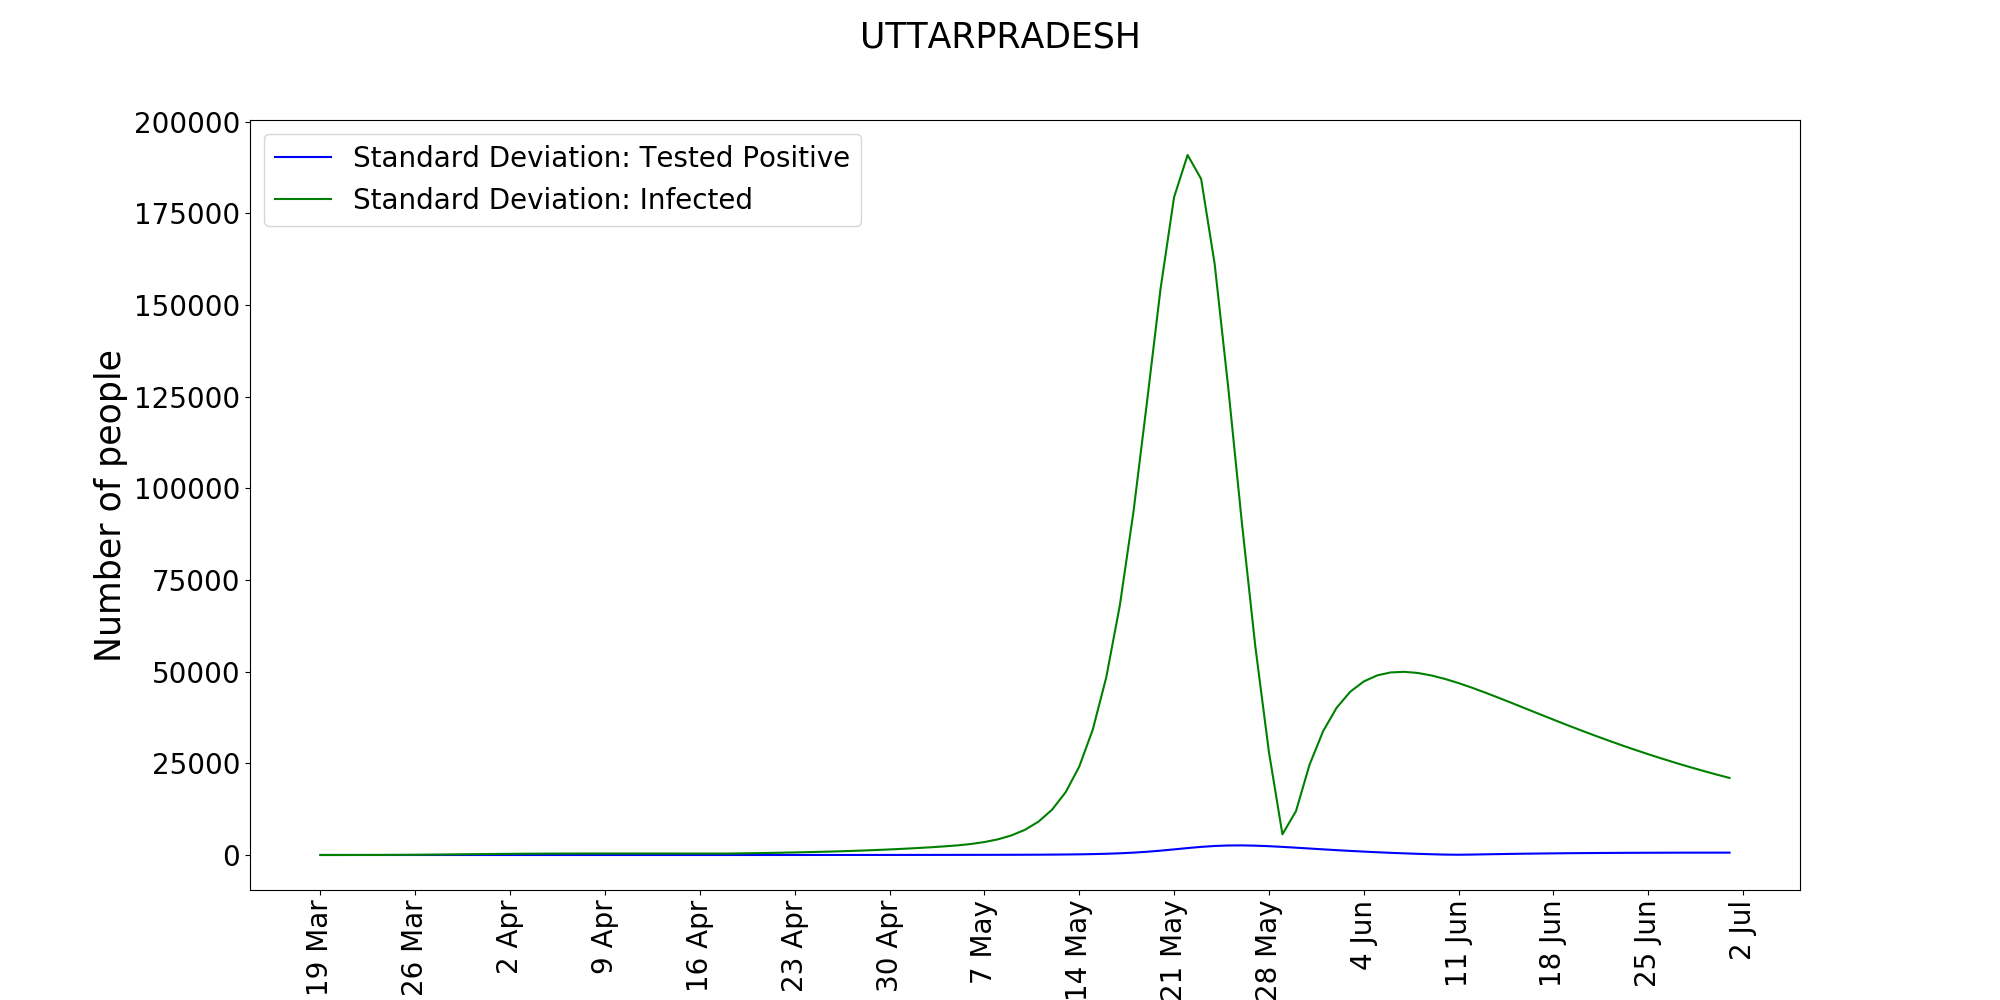 UTTARPRADESH
200000
175000
150000
125000
100000
75000
50000
25000
0
Number of people
Standard Deviation: Tested Positive
Standard Deviation: Infected
19 Mar
26 Mar
2 Apr
9 Apr
16 Apr
23 Apr
30 Apr
7 May
14 May
21 May
28 May
4 Jun
11 Jun
18 Jun
25 Jun
2 Jul